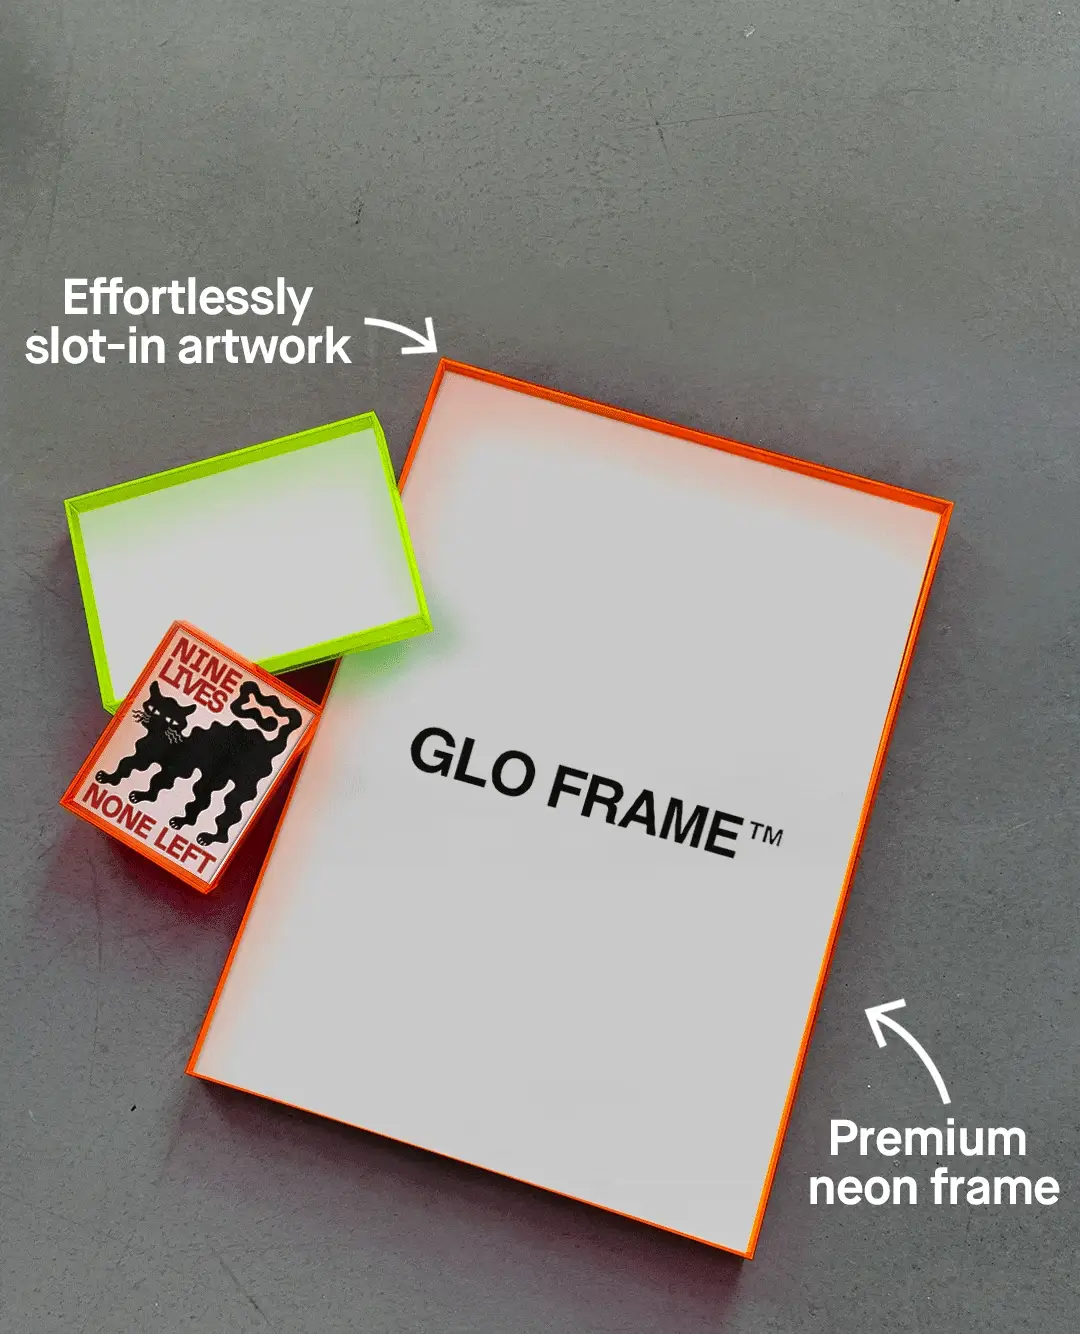 Effortlessly
slot-in artwork
NINE
LIVES
NONE LEFT
GLO FRAME™
Premium
neon frame